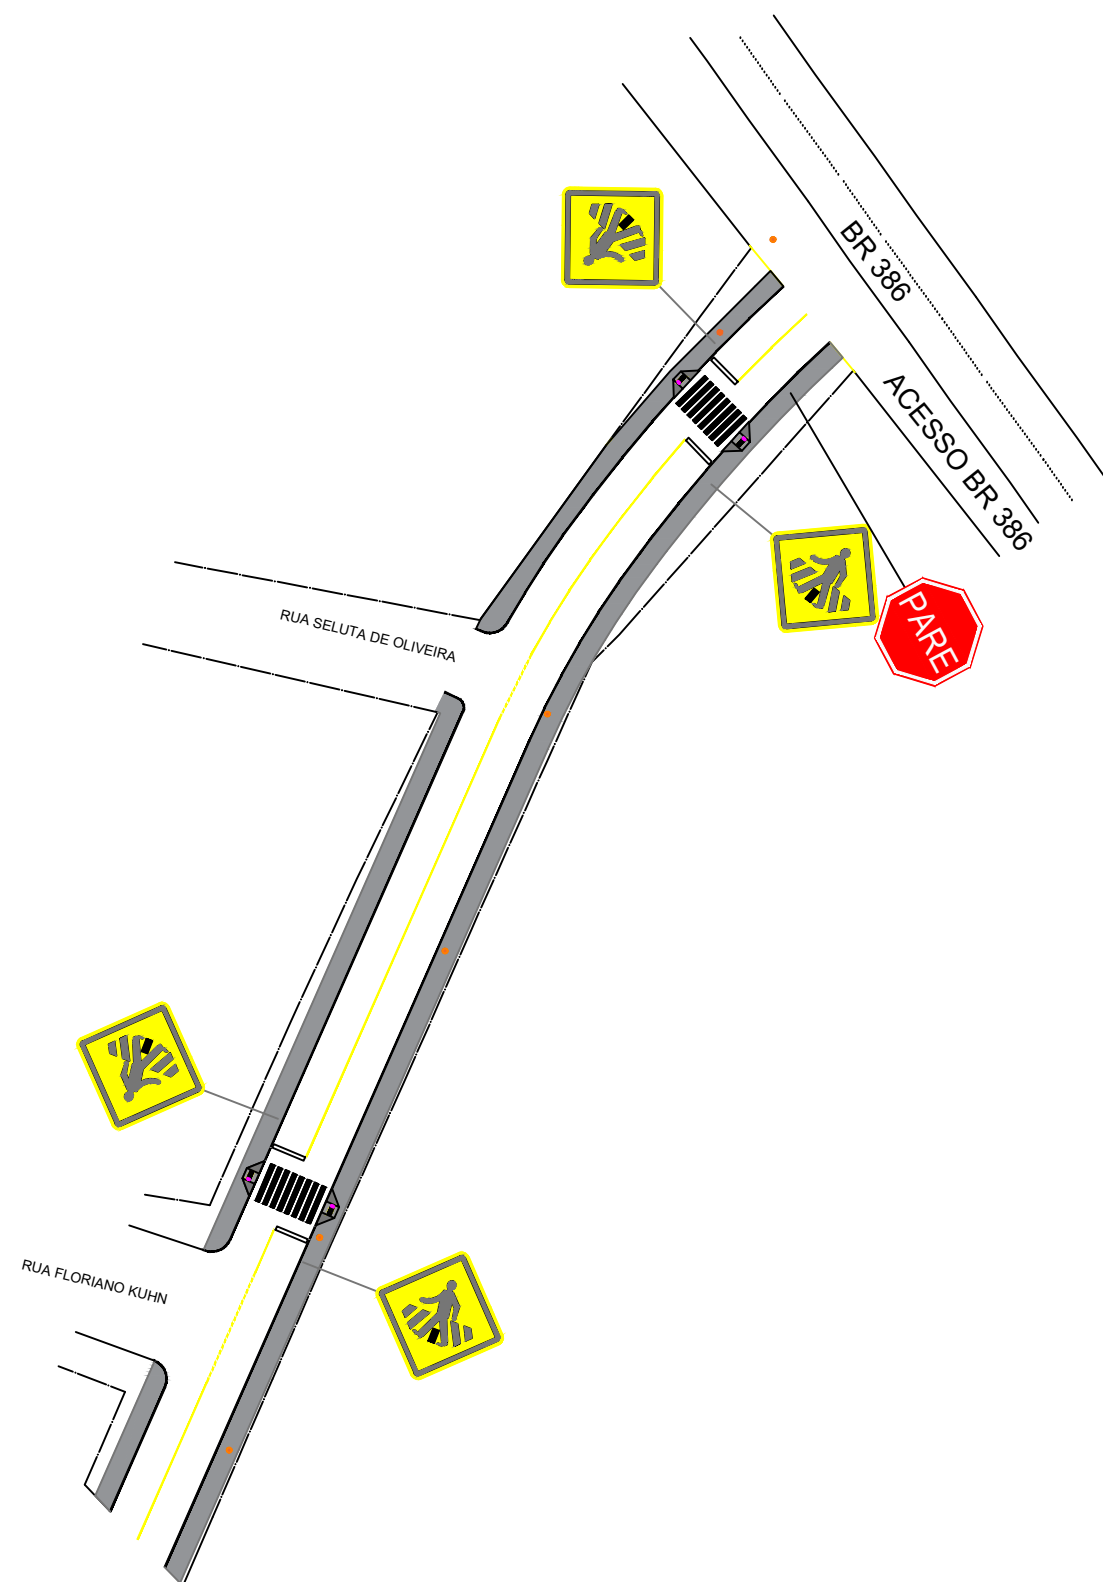 BR 386
ACESSO BR 386
PARE
RUA SELUTA DE OLIVEIRA
RUA FLORIANO KUHN